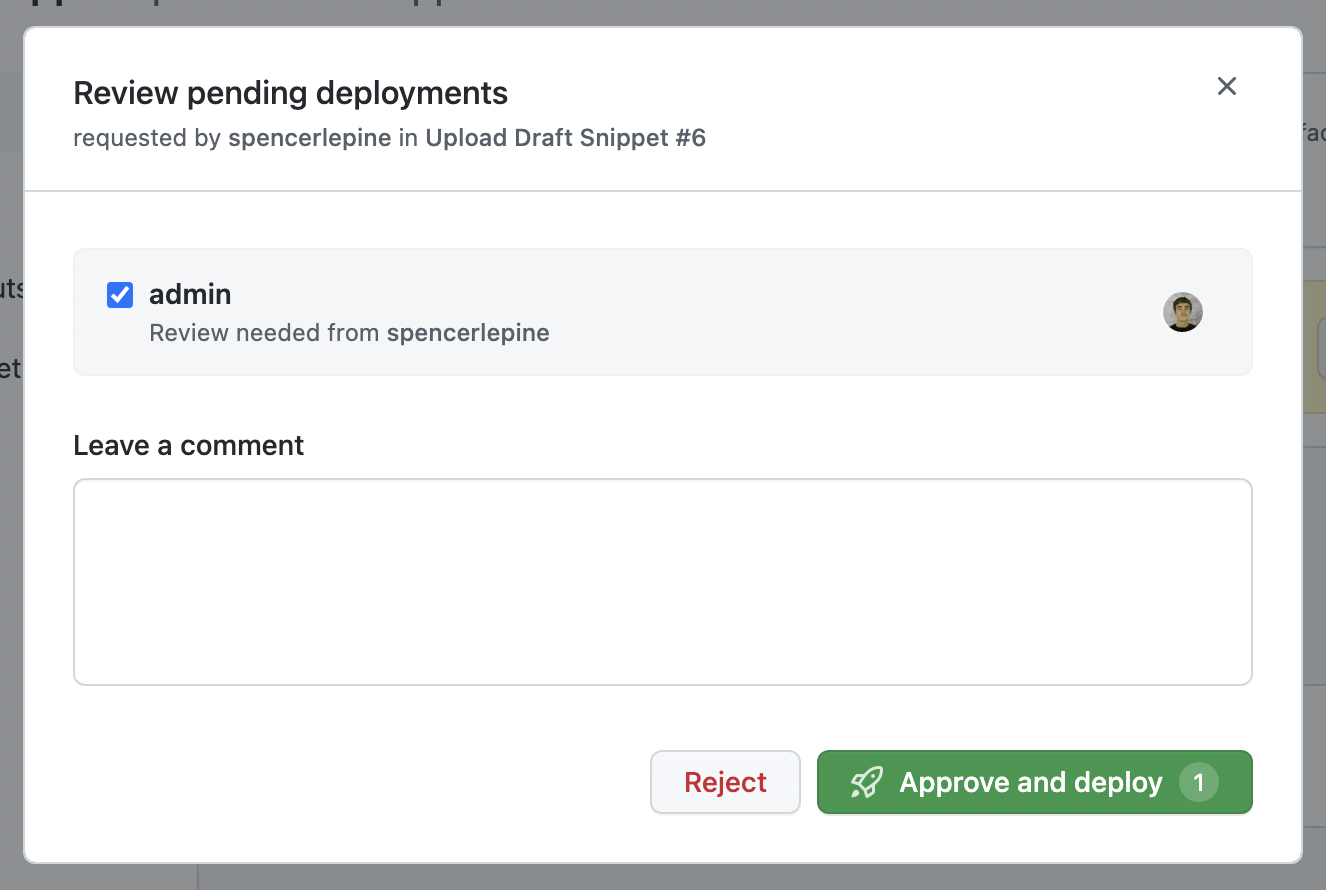 Review pending deployments
requested by spencerlepine in Upload Draft Snippet #6
admin
Review needed from spencerlepine
Leave a comment
Reject
Approve and deploy 1